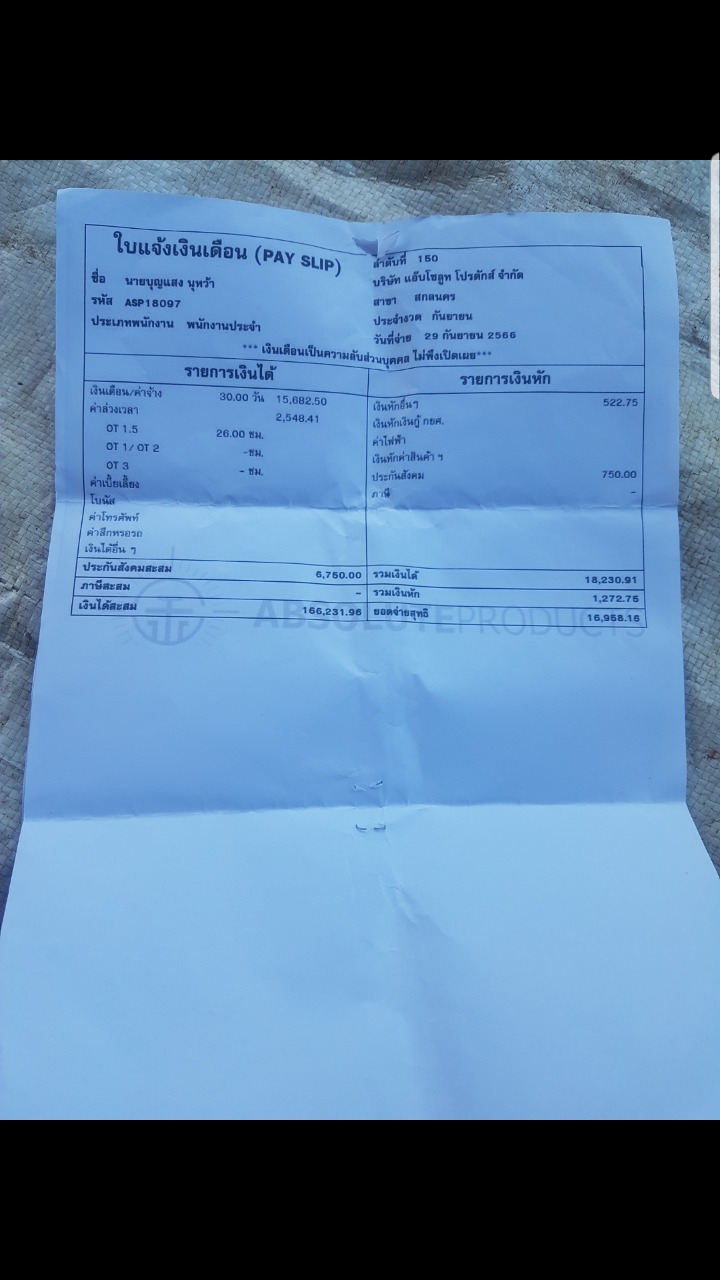 ใบแจ้งเงินเดือน (PAY SLIP)
ลำดับที่ 150
ชื่อ นายบุญแสง นุหว้า
บริษัท แอ๊บโซลูท โปรดักส์ จำกัด
รหัส ASP18097
สาขา สกลนคร
ประเภทพนักงาน พนักงานประจำ
ประจำงวด กันยายน
วันที่จ่าย 29 กันยายน 2566
*** เงินเดือนเป็นความลับส่วนบุคคล ไม่พึงเปิดเผย***
รายการเงินได้ รายการเงินหัก
เงินเดือน/ค่าจ้าง 30.00 วัน 15,682.50 เงินหักอื่นๆ 522.75
ค่าล่วงเวลา 2,548.41 เงินหักเงินกู้ กยศ.
OT 1.5 26.00 ชม. ค่าไฟฟ้า
OT 1/ OT 2 -ชม. เงินหักค่าสินค้า ฯ
OT 3 - ชม. ประกันสังคม 750.00
ค่าเบี้ยเลี้ยง ภาษี -
โบนัส
ค่าโทรศัพท์
ค่าสึกหรอรถ
เงินได้อื่น ๆ
ประกันสังคมสะสม 6,750.00 รวมเงินได้ 18,230.91
ภาษีสะสม - รวมเงินหัก 1,272.75
เงินได้สะสม 166,231.96 ยอดจ่ายสุทธิ 16,958.16
ABSOLUTEPRODUCTS